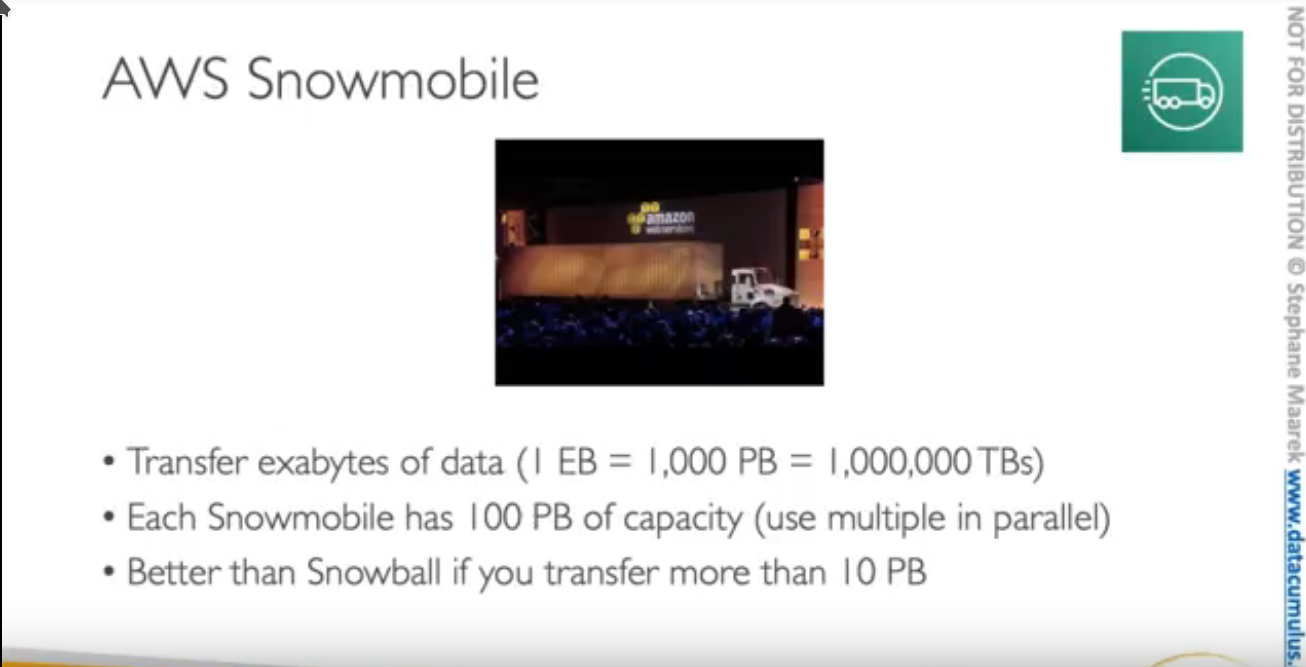 AWS Snowmobile
amazon
webservices
• Transfer exabytes of data (1 EB = 1,000 PB = 1,000,000 TBs)
• Each Snowmobile has 100 PB of capacity (use multiple in parallel)
• Better than Snowball if you transfer more than 10 PB
NOT FOR DISTRIBUTION © Stephane Maarek www.datacumulus.